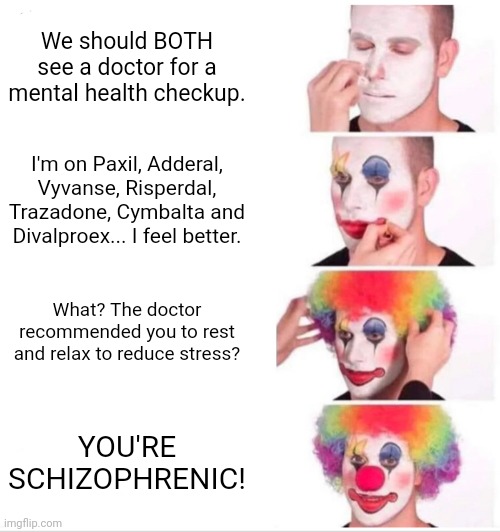 We should BOTH
see a doctor for a
mental health checkup.
I'm on Paxil, Adderal,
Vyvanse, Risperdal,
Trazadone, Cymbalta and
Divalproex... I feel better.
What? The doctor
recommended you to rest
and relax to reduce stress?
YOU'RE
SCHIZOPHRENIC!
imgflip.com